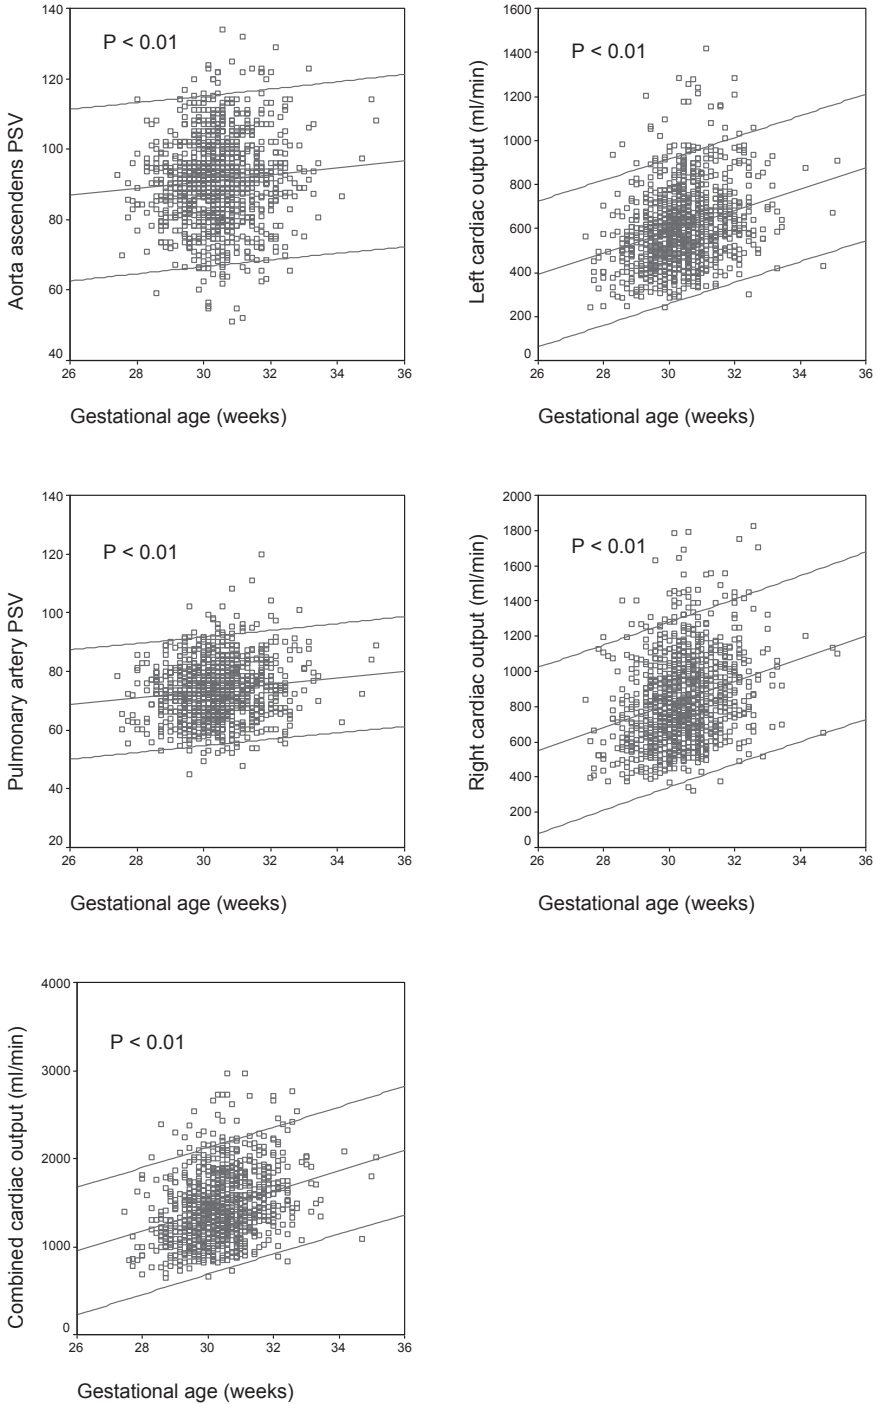 140
120
100
80
60
40
Aorta ascendens PSV
P < 0.01
26 28 30 32 34 36
Gestational age (weeks)
1600
1400
1200
1000
800
600
400
200
0
Left cardiac output (ml/min)
P < 0.01
26 28 30 32 34 36
Gestational age (weeks)
140
120
100
80
60
40
20
Pulmonary artery PSV
P < 0.01
26 28 30 32 34 36
Gestational age (weeks)
2000
1800
1600
1400
1200
1000
800
600
400
200
0
Right cardiac output (ml/min)
P < 0.01
26 28 30 32 34 36
Gestational age (weeks)
4000
3000
2000
1000
0
Combined cardiac output (ml/min)
P < 0.01
26 28 30 32 34 36
Gestational age (weeks)